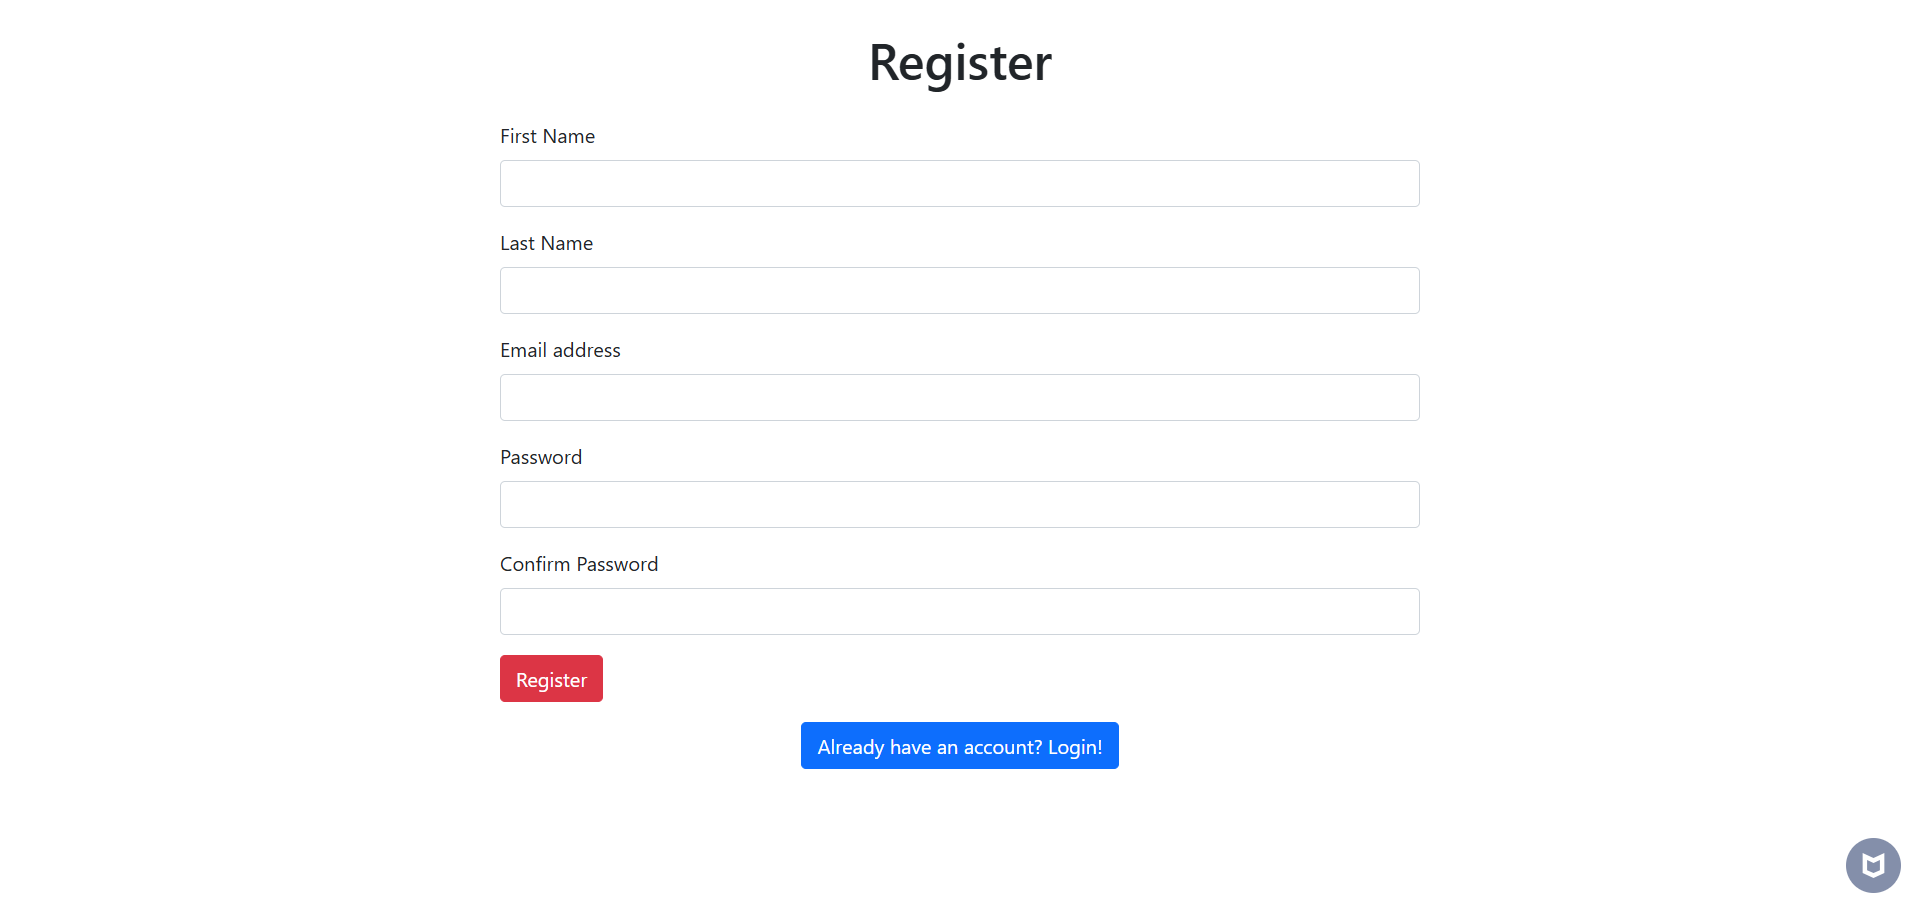 Register
First Name
Last Name
Email address
Password
Confirm Password
Register
Already have an account? Login!